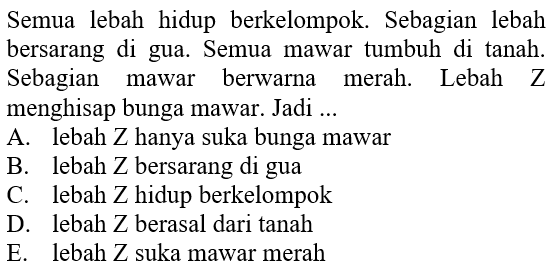 Semua lebah hidup berkelompok. Sebagian lebah
bersarang di gua. Semua mawar tumbuh di tanah.
Sebagian mawar berwarna merah. Lebah Z
menghisap bunga mawar. Jadi ...
A. lebah Z hanya suka bunga mawar
B. lebah Z bersarang di gua
C. lebah Z hidup berkelompok
D. lebah Z berasal dari tanah
E. lebah Z suka mawar merah